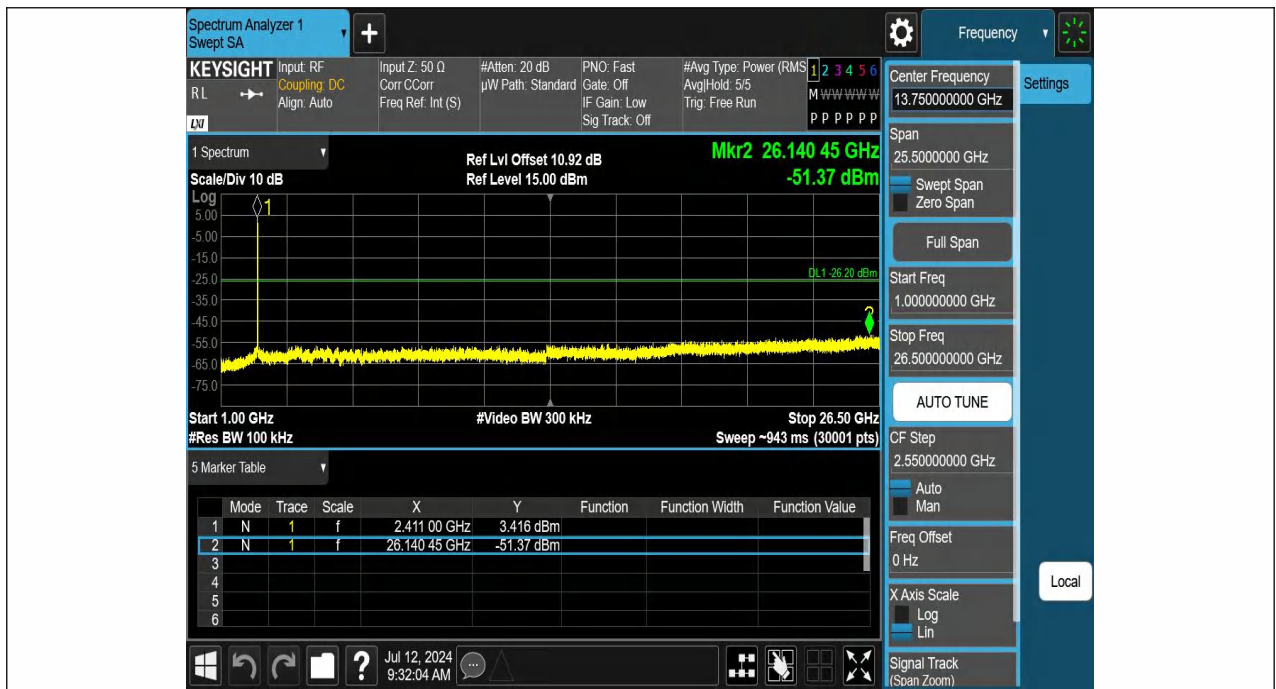 Spectrum Analyzer 1
Swept SA
+
Frequency
KEYSIGHT
RL
LXI
Input: RF
Coupling: DC
Align: Auto
Input Z: 50 Ω
Corr CCorr
Freq Ref: Int (S)
#Atten: 20 dB
µW Path: Standard
PNO: Fast
Gate: Off
IF Gain: Low
Sig Track: Off
#Avg Type: Power (RMS
Avg|Hold: 5/5
Trig: Free Run
1 2 3 4 5 6
M W W W W W
P P P P P P
1 Spectrum
Scale/Div 10 dB
Ref Lvl Offset 10.92 dB
Ref Level 15.00 dBm
Mkr2 26.140 45 GHz
-51.37 dBm
Log
1
5.00
-5.00
-15.0
DL1 -26.20 dBm
-25.0
-35.0
-45.0
-55.0
-65.0
-75.0
Start 1.00 GHz
#Video BW 300 kHz
Stop 26.50 GHz
#Res BW 100 kHz
Sweep ~943 ms (30001 pts)
5 Marker Table
Mode Trace Scale X Y Function Function Width Function Value
1 N 1 f 2.411 00 GHz 3.416 dBm
2 N 1 f 26.140 45 GHz -51.37 dBm
3
4
5
6
?
Jul 12, 2024
9:32:04 AM
Center Frequency
13.750000000 GHz
Settings
Span
25.5000000 GHz
Swept Span
Zero Span
Full Span
Start Freq
1.000000000 GHz
Stop Freq
26.500000000 GHz
AUTO TUNE
CF Step
2.550000000 GHz
Auto
Man
Freq Offset
0 Hz
Local
X Axis Scale
Log
Lin
Signal Track
(Span Zoom)